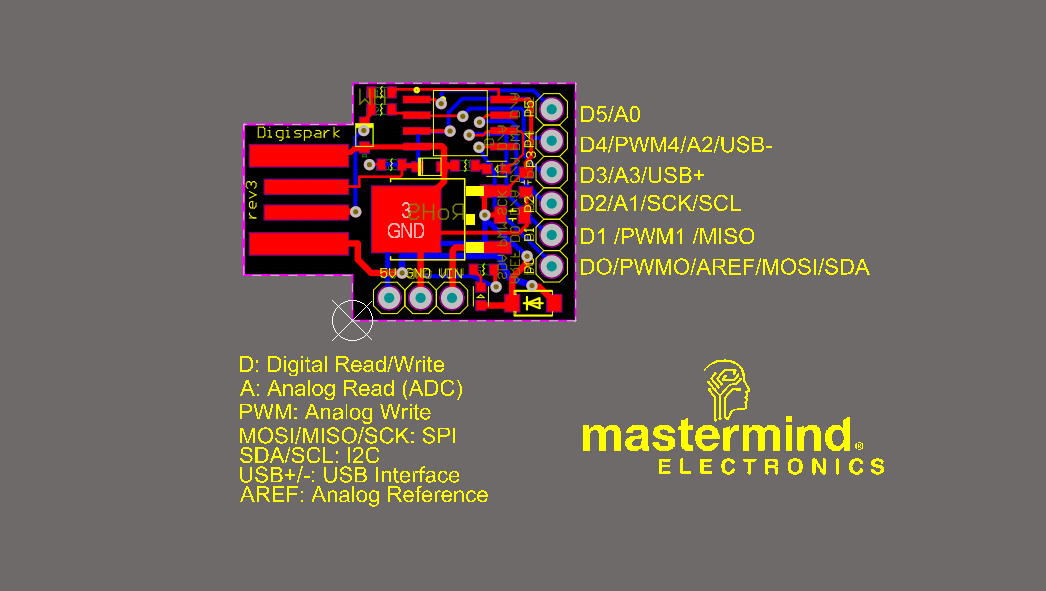 Digispark
rev3
P5
P4
P3
P2
P1
P0
3
GND
RoHS
5V GND VIN
D5/A0
D4/PWM4/A2/USB-
D3/A3/USB+
D2/A1/SCK/SCL
D1 /PWM1 /MISO
DO/PWMO/AREF/MOSI/SDA
D: Digital Read/Write
A: Analog Read (ADC)
PWM: Analog Write
MOSI/MISO/SCK: SPI
SDA/SCL: I2C
USB+/-: USB Interface
AREF: Analog Reference
mastermind®
ELECTRONICS